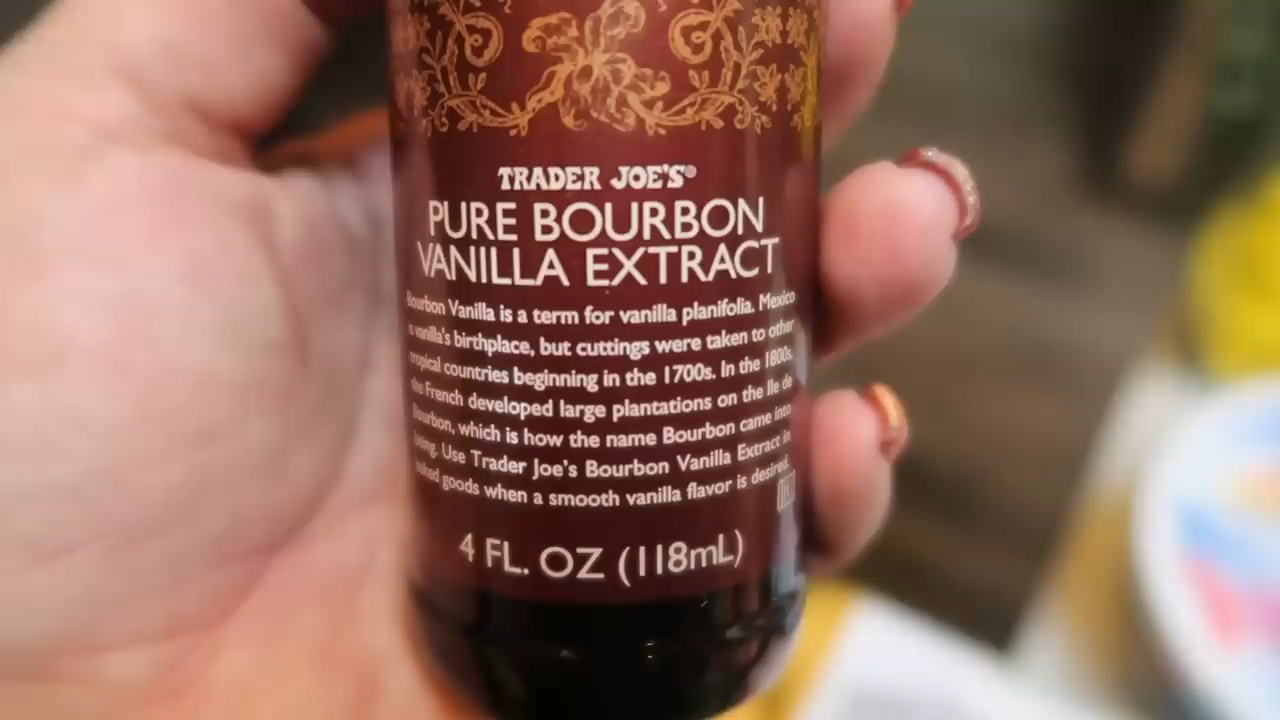 TRADER JOE'S®
PURE BOURBON
VANILLA EXTRACT
Bourbon Vanilla is a term for vanilla planifolia. Mexico
is vanilla's birthplace, but cuttings were taken to other
tropical countries beginning in the 1700s. In the 1800s,
the French developed large plantations on the Ile de
Bourbon, which is how the name Bourbon came into
being. Use Trader Joe's Bourbon Vanilla Extract in
baked goods when a smooth vanilla flavor is desired.
4 FL. OZ (118mL)